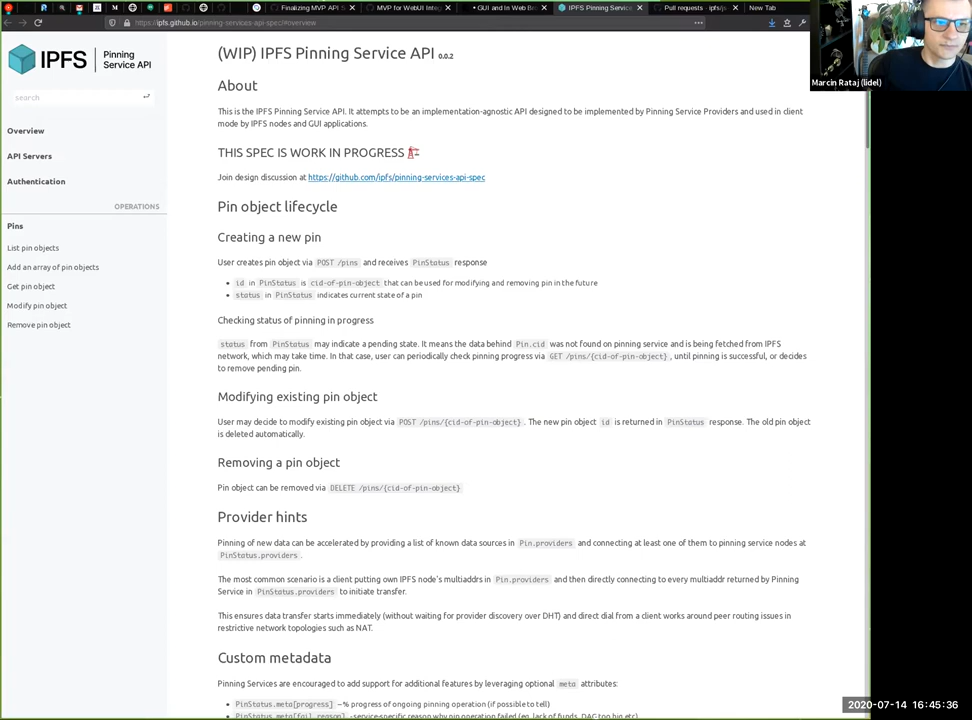 Finalizing MVP API S
MVP for WebUI Integ
• GUI and In Web Br
IPFS Pinning Service
Pull requests · ipfs/js
New Tab
https://ipfs.github.io/pinning-services-api-spec/#overview
IPFS
Pinning
Service API
search
Overview
API Servers
Authentication
OPERATIONS
Pins
List pin objects
Add an array of pin objects
Get pin object
Modify pin object
Remove pin object
(WIP) IPFS Pinning Service API 0.0.2
About
This is the IPFS Pinning Service API. It attempts to be an implementation-agnostic API designed to be implemented by Pinning Service Providers and used in client
mode by IPFS nodes and GUI applications.
THIS SPEC IS WORK IN PROGRESS
Join design discussion at https://github.com/ipfs/pinning-services-api-spec
Pin object lifecycle
Creating a new pin
User creates pin object via POST /pins and receives PinStatus response
• id in PinStatus is cid-of-pin-object that can be used for modifying and removing pin in the future
• status in PinStatus indicates current state of a pin
Checking status of pinning in progress
status from PinStatus may indicate a pending state. It means the data behind Pin.cid was not found on pinning service and is being fetched from IPFS
network, which may take time. In that case, user can periodically check pinning progress via GET /pins/{cid-of-pin-object} , until pinning is successful, or decides
to remove pending pin.
Modifying existing pin object
User may decide to modify existing pin object via POST /pins/{cid-of-pin-object} . The new pin object id is returned in PinStatus response. The old pin object
is deleted automatically.
Removing a pin object
Pin object can be removed via DELETE /pins/{cid-of-pin-object}
Provider hints
Pinning of new data can be accelerated by providing a list of known data sources in Pin.providers and connecting at least one of them to pinning service nodes at
PinStatus.providers .
The most common scenario is a client putting own IPFS node's multiaddrs in Pin.providers and then directly connecting to every multiaddr returned by Pinning
Service in PinStatus.providers to initiate transfer.
This ensures data transfer starts immediately (without waiting for provider discovery over DHT) and direct dial from a client works around peer routing issues in
restrictive network topologies such as NAT.
Custom metadata
Pinning Services are encouraged to add support for additional features by leveraging optional meta attributes:
• PinStatus.meta[progress] – % progress of ongoing pinning operation (if possible to tell)
• PinStatus.meta[fail_reason] - service-specific reason why pin operation failed (eg. lack of funds, DAG too big etc)
Marcin Rataj (lidel)
2020-07-14 16:45:36